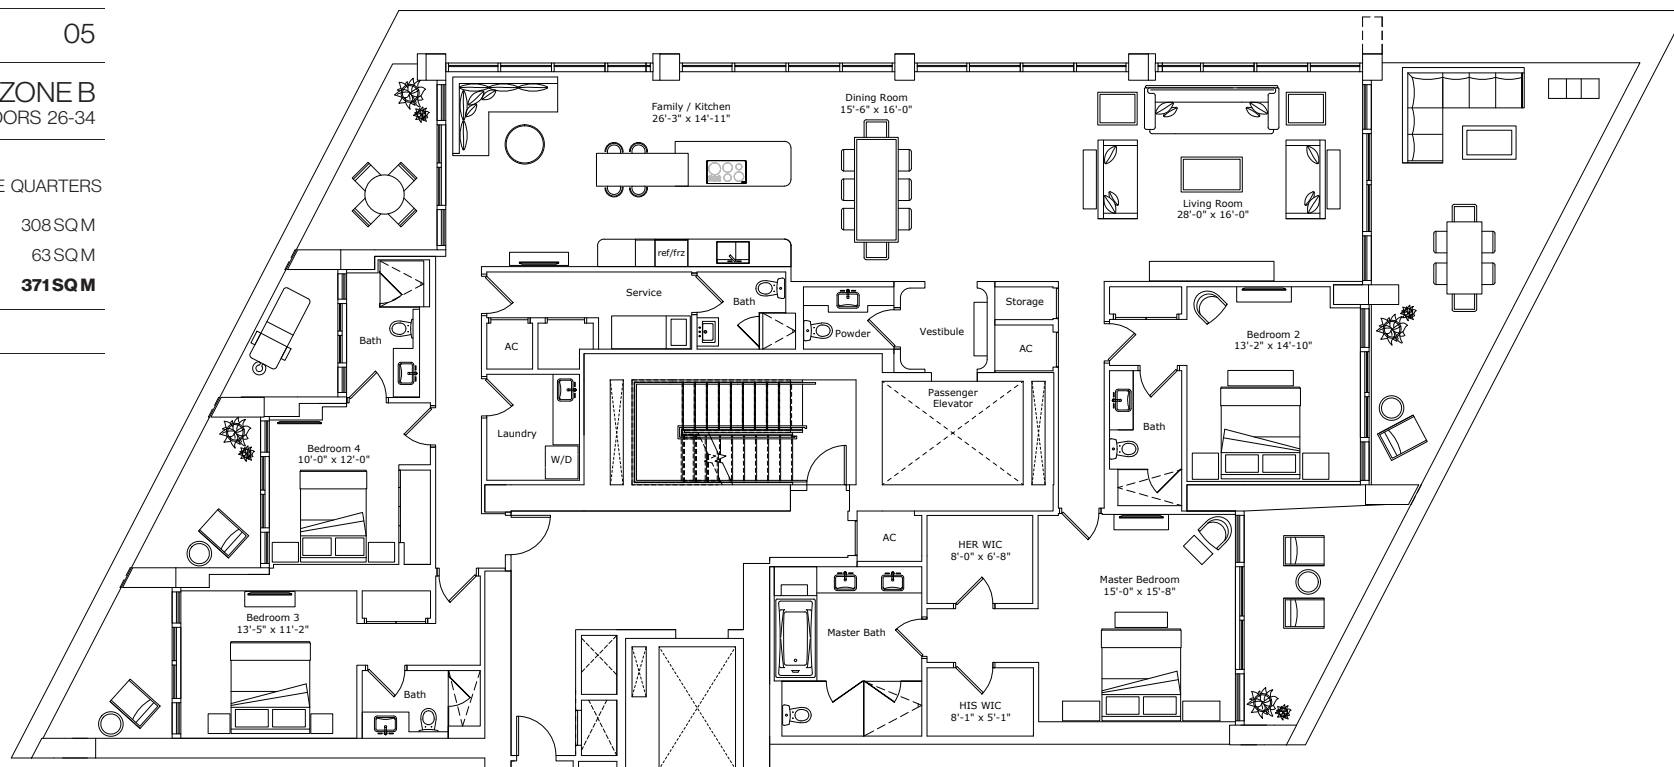 05
ZONE B
OORS 26-34
E QUARTERS
308 SQ M
63 SQ M
371 SQ M
Family / Kitchen
26'-3" x 14'-11"
Dining Room
15'-6" x 16'-0"
Living Room
28'-0" x 16'-0"
ref/frz
Service
Bath
Powder
Vestibule
Storage
AC
AC
Bath
Bedroom 2
13'-2" x 14'-10"
Passenger
Elevator
Bath
Laundry
W/D
Bedroom 4
10'-0" x 12'-0"
AC
HER WIC
8'-0" x 6'-8"
Master Bedroom
15'-0" x 15'-8"
Bedroom 3
13'-5" x 11'-2"
Master Bath
Bath
HIS WIC
8'-1" x 5'-1"